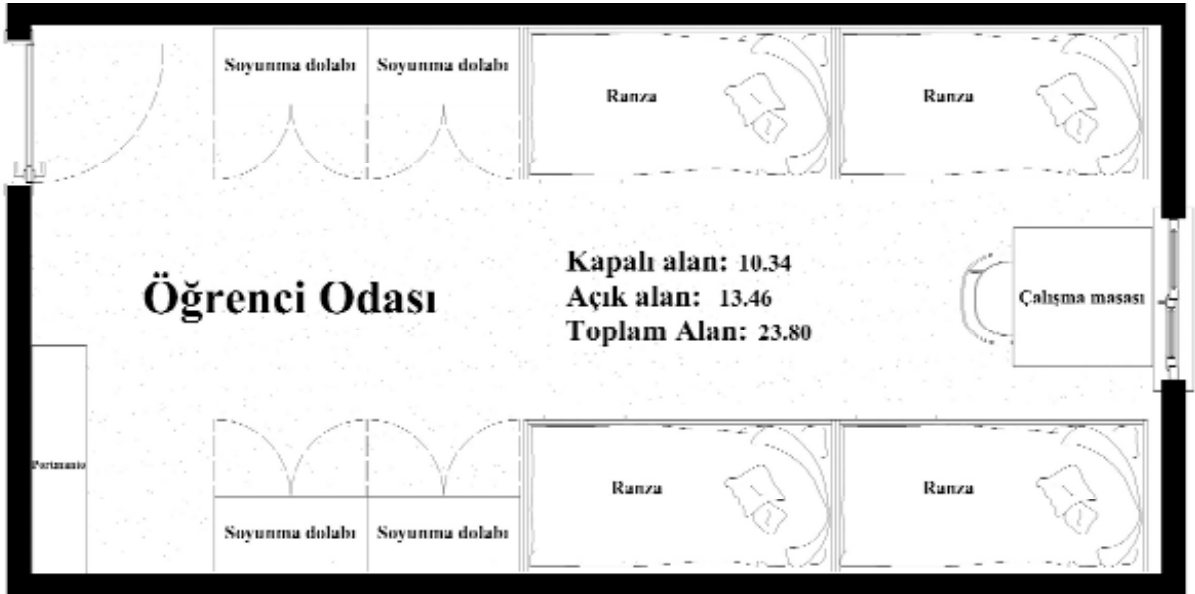 Soyunma dolabı Soyunma dolabı
Ranza
Ranza
Öğrenci Odası
Kapalı alan: 10.34
Açık alan: 13.46
Toplam Alan: 23.80
Çalışma masası
Portmanto
Ranza
Ranza
Soyunma dolabı Soyunma dolabı